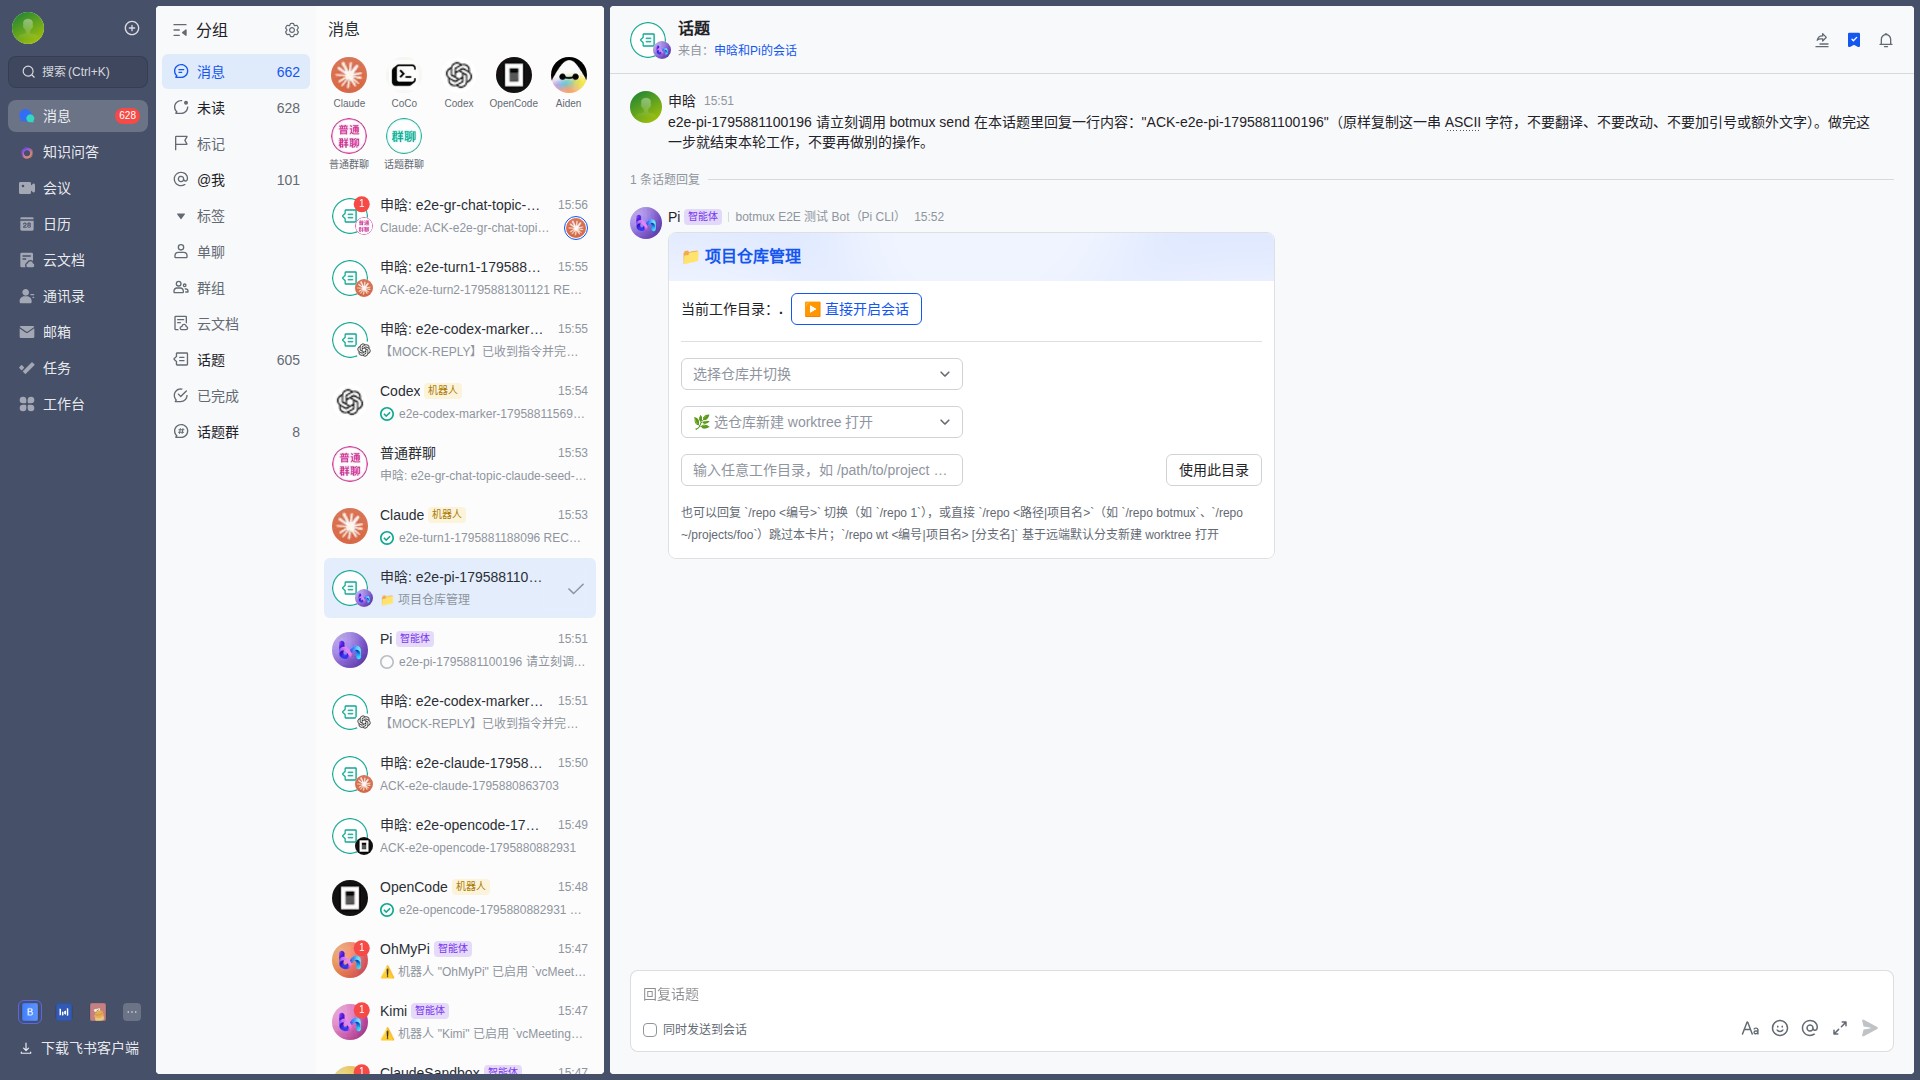 搜索 (Ctrl+K)
消息
628
知识问答
会议
日历
云文档
通讯录
邮箱
任务
工作台
下载飞书客户端
分组
消息 662
未读 628
标记
@我 101
标签
单聊
群组
云文档
话题 605
已完成
话题群 8
消息
Claude
CoCo
Codex
OpenCode
Aiden
普通群聊
普通群聊
群聊
话题群聊
1
申晗: e2e-gr-chat-topic-... 15:56
Claude: ACK-e2e-gr-chat-topi...
申晗: e2e-turn1-179588... 15:55
ACK-e2e-turn2-1795881301121 RE...
申晗: e2e-codex-marker... 15:55
【MOCK-REPLY】已收到指令并完...
Codex 机器人 15:54
e2e-codex-marker-17958811569...
普通群聊
普通群聊 15:53
申晗: e2e-gr-chat-topic-claude-seed-...
Claude 机器人 15:53
e2e-turn1-1795881188096 REC...
申晗: e2e-pi-179588110...
📁 项目仓库管理
Pi 智能体 15:51
e2e-pi-1795881100196 请立刻调...
申晗: e2e-codex-marker... 15:51
【MOCK-REPLY】已收到指令并完...
申晗: e2e-claude-17958... 15:50
ACK-e2e-claude-1795880863703
申晗: e2e-opencode-17... 15:49
ACK-e2e-opencode-1795880882931
OpenCode 机器人 15:48
e2e-opencode-1795880882931 ...
1
OhMyPi 智能体 15:47
⚠️ 机器人 "OhMyPi" 已启用 `vcMeet...
1
Kimi 智能体 15:47
⚠️ 机器人 "Kimi" 已启用 `vcMeeting...
1
ClaudeSandbox 智能体 15:47
话题
来自：申晗和Pi的会话
申晗 15:51
e2e-pi-1795881100196 请立刻调用 botmux send 在本话题里回复一行内容："ACK-e2e-pi-1795881100196"（原样复制这一串 ASCII 字符，不要翻译、不要改动、不要加引号或额外文字）。做完这
一步就结束本轮工作，不要再做别的操作。
1 条话题回复
Pi 智能体 botmux E2E 测试 Bot（Pi CLI） 15:52
📁 项目仓库管理
当前工作目录：. ▶️ 直接开启会话
选择仓库并切换
🌿 选仓库新建 worktree 打开
输入任意工作目录，如 /path/to/project ... 使用此目录
也可以回复 `/repo <编号>` 切换（如 `/repo 1`），或直接 `/repo <路径|项目名>`（如 `/repo botmux`、`/repo
~/projects/foo`）跳过本卡片；`/repo wt <编号|项目名> [分支名]` 基于远端默认分支新建 worktree 打开
回复话题
同时发送到会话